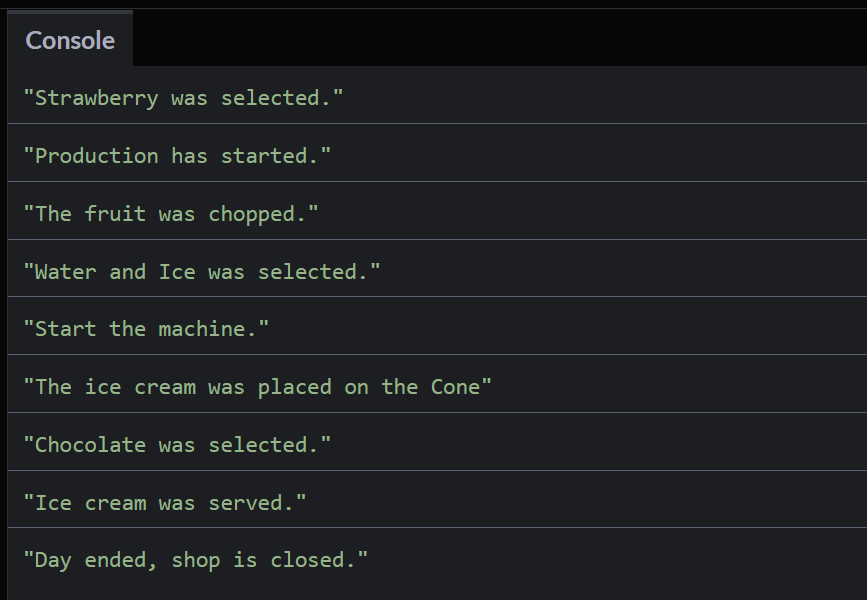 Console
"Strawberry was selected."
"Production has started."
"The fruit was chopped."
"Water and Ice was selected."
"Start the machine."
"The ice cream was placed on the Cone"
"Chocolate was selected."
"Ice cream was served."
"Day ended, shop is closed."